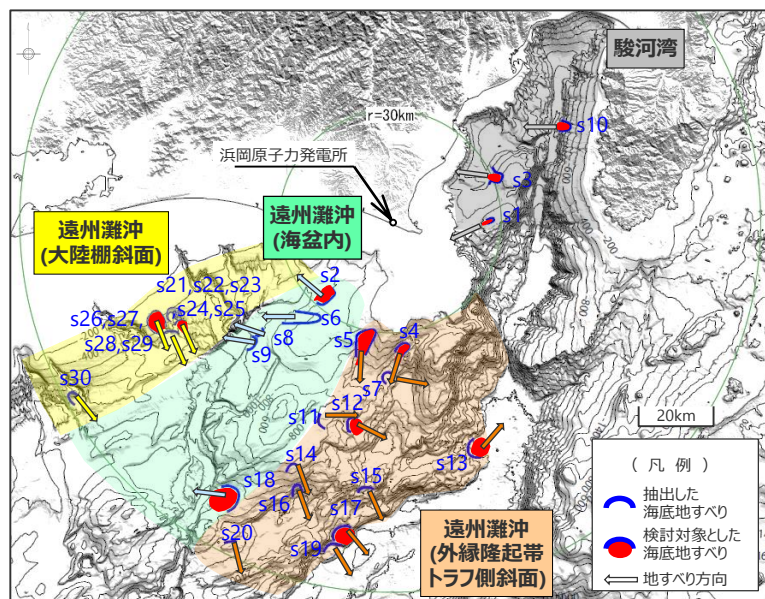 駿河湾
r=30km
s10
浜岡原子力発電所
s3
遠州灘沖
(大陸棚斜面)
遠州灘沖
(海盆内)
s1
s21,s22,s23
s2
s26,s27,
s24,s25
s6
s28,s29
s8
s9
s5
s4
s7
s30
s12
s11
20km
s13
s14
s15
s18
s16
s17
s20
s19
遠州灘沖
(外縁隆起帯
トラフ側斜面)
(凡例)
抽出した
海底地すべり
検討対象とした
海底地すべり
地すべり方向